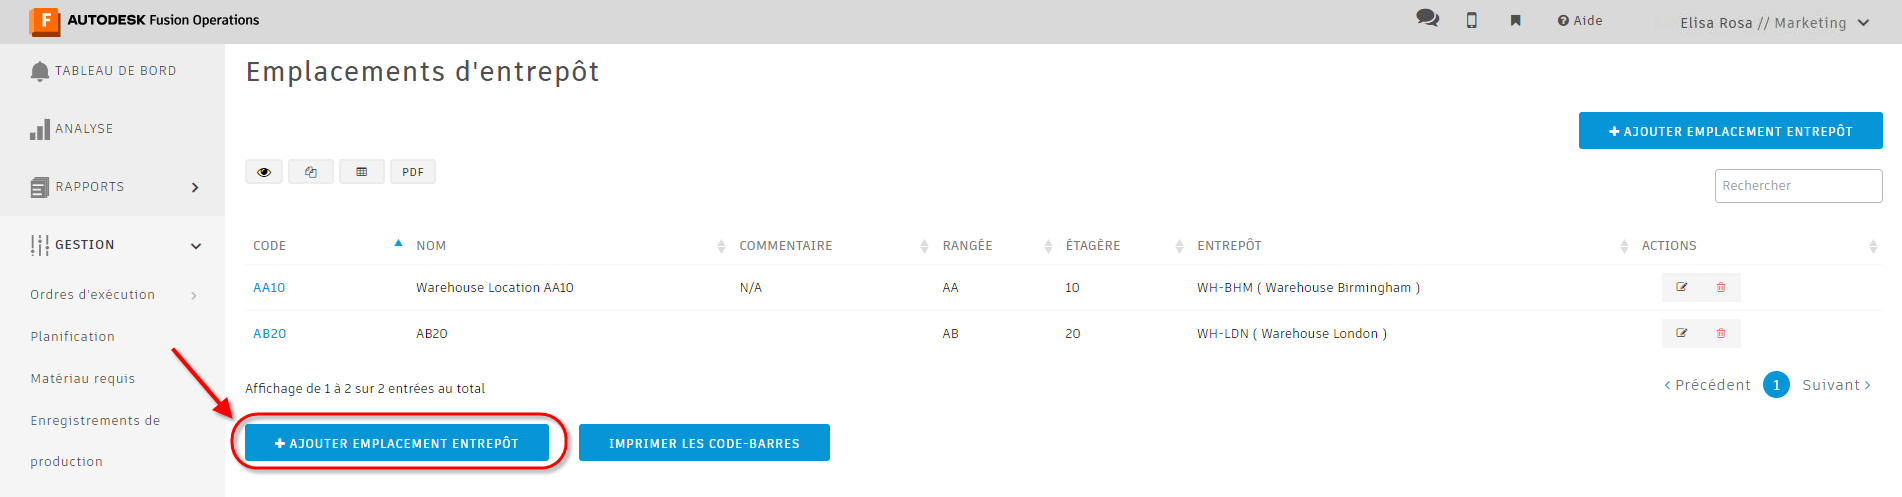 AUTODESK Fusion Operations
Aide
Elisa Rosa // Marketing
TABLEAU DE BORD
ANALYSE
RAPPORTS
GESTION
Ordres d'exécution
Planification
Matériau requis
Enregistrements de
production
Emplacements d'entrepôt
+ AJOUTER EMPLACEMENT ENTREPÔT
PDF
Rechercher
CODE NOM COMMENTAIRE RANGÉE ÉTAGÈRE ENTREPÔT ACTIONS
AA10 Warehouse Location AA10 N/A AA 10 WH-BHM ( Warehouse Birmingham )
AB20 AB20 AB 20 WH-LDN ( Warehouse London )
Affichage de 1 à 2 sur 2 entrées au total
< Précédent 1 Suivant >
+ AJOUTER EMPLACEMENT ENTREPÔT
IMPRIMER LES CODE-BARRES